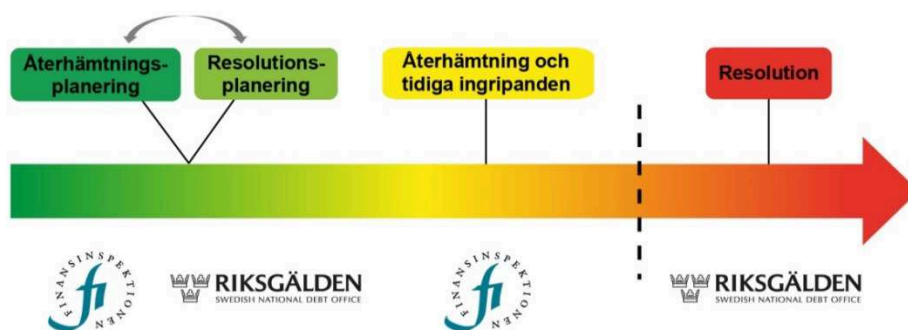 Återhämtnings-
planering
Resolutions-
planering
Återhämtning och
tidiga ingripanden
Resolution
FINANSINSPEKTIONEN
fi
RIKSGÄLDEN
SWEDISH NATIONAL DEBT OFFICE
FINANSINSPEKTIONEN
fi
RIKSGÄLDEN
SWEDISH NATIONAL DEBT OFFICE